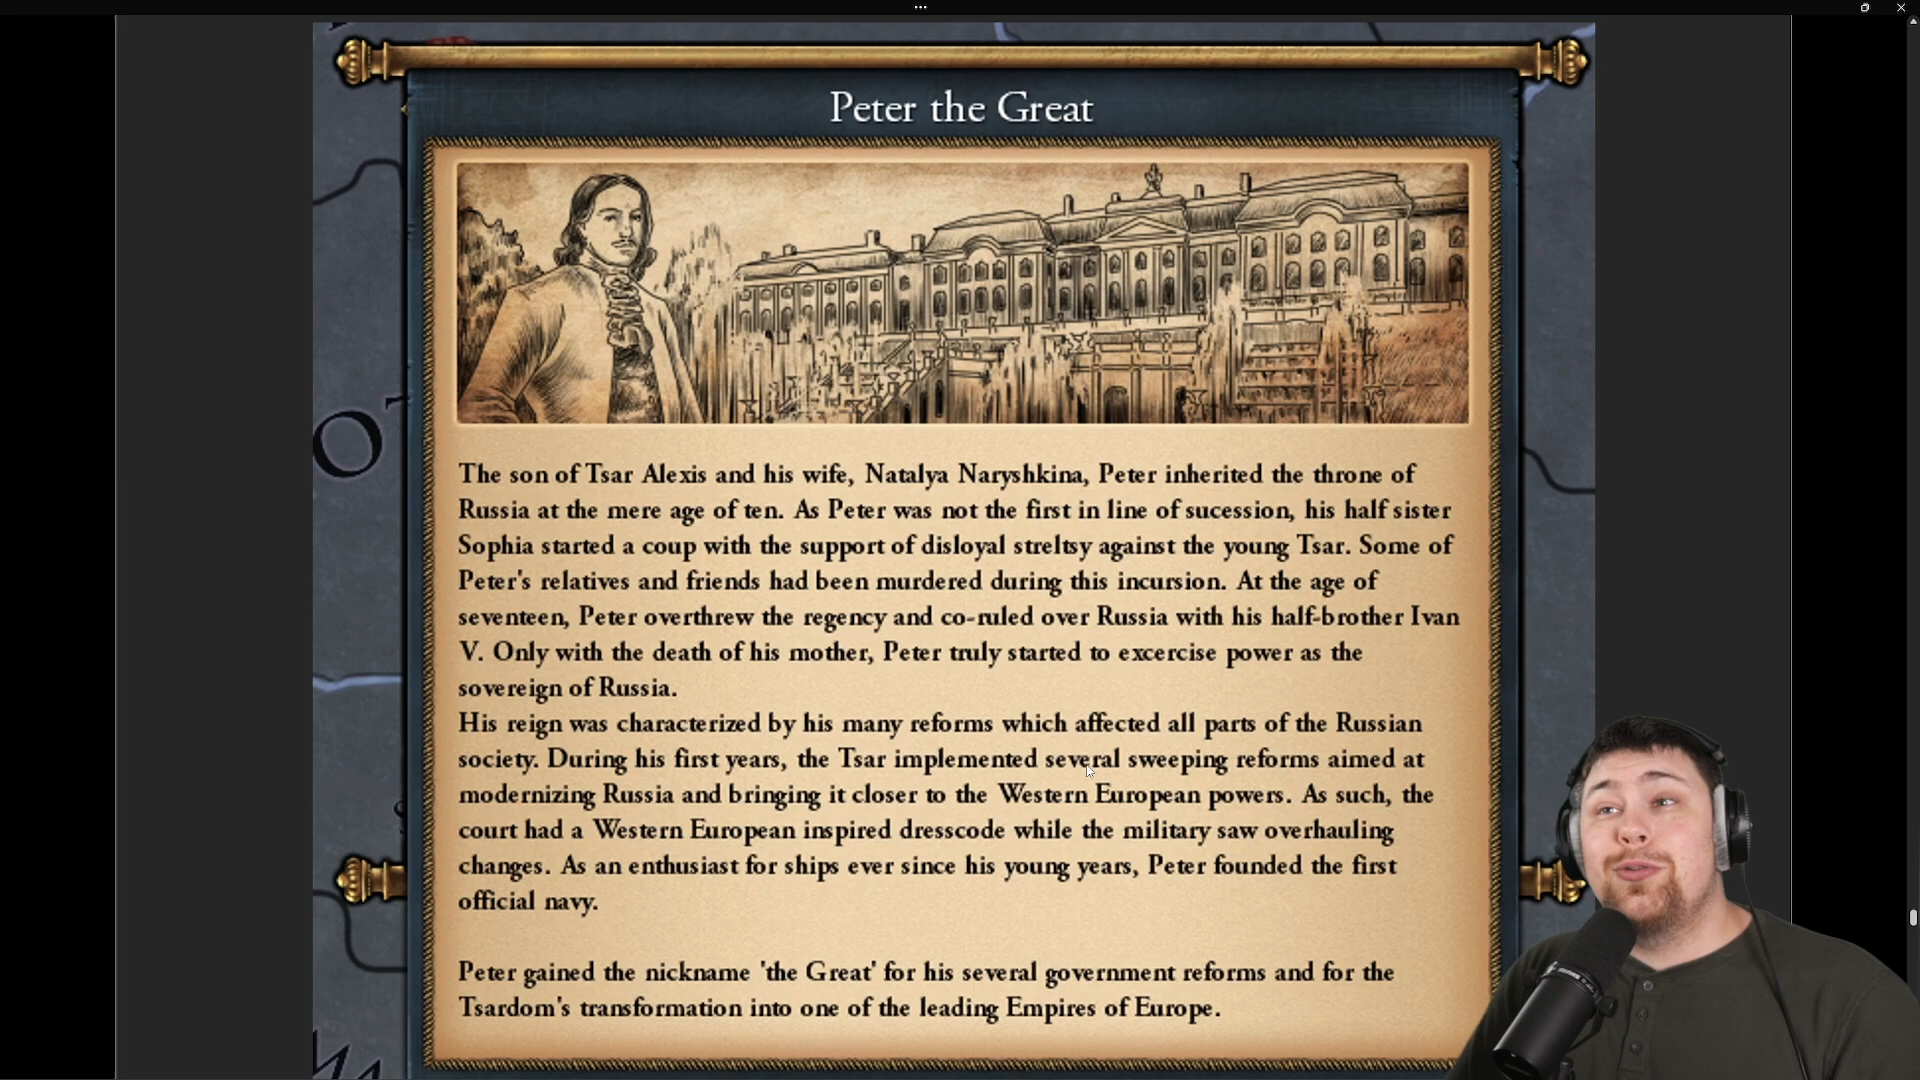 Peter the Great
The son of Tsar Alexis and his wife, Natalya Naryshkina, Peter inherited the throne of
Russia at the mere age of ten. As Peter was not the first in line of sucession, his half sister
Sophia started a coup with the support of disloyal streltsy against the young Tsar. Some of
Peter's relatives and friends had been murdered during this incursion. At the age of
seventeen, Peter overthrew the regency and co-ruled over Russia with his half-brother Ivan
V. Only with the death of his mother, Peter truly started to excercise power as the
sovereign of Russia.
His reign was characterized by his many reforms which affected all parts of the Russian
society. During his first years, the Tsar implemented several sweeping reforms aimed at
modernizing Russia and bringing it closer to the Western European powers. As such, the
court had a Western European inspired dresscode while the military saw overhauling
changes. As an enthusiast for ships ever since his young years, Peter founded the first
official navy.
Peter gained the nickname 'the Great' for his several government reforms and for the
Tsardom's transformation into one of the leading Empires of Europe.